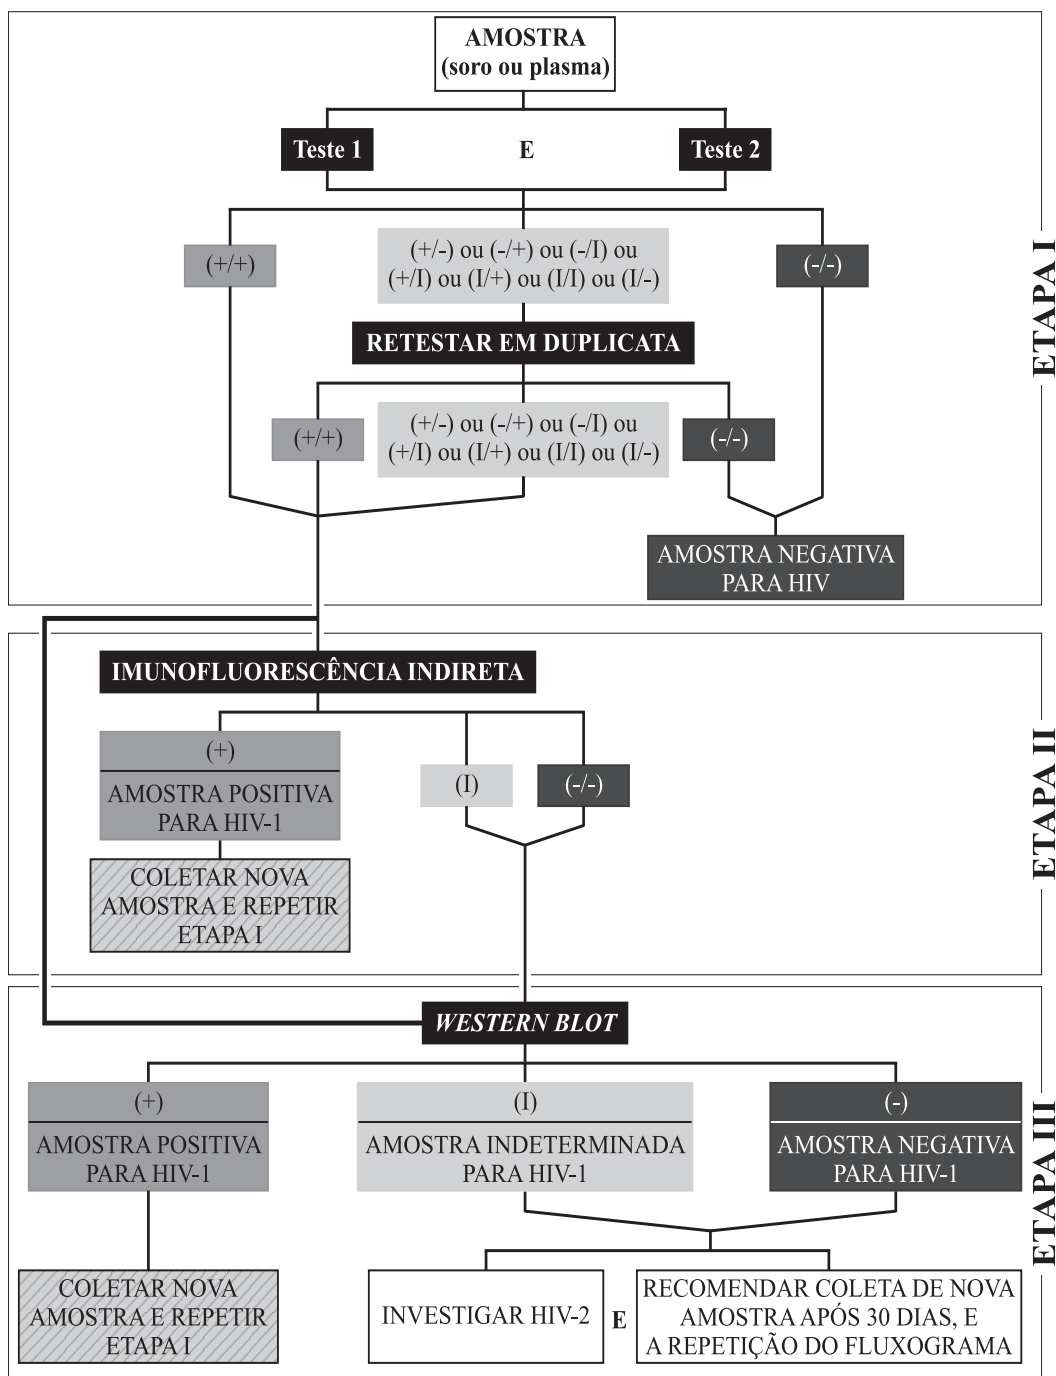 AMOSTRA
(soro ou plasma)
Teste 1
E
Teste 2
(+/+)
(+/-) ou (-/+) ou (-/I) ou
(+/I) ou (I/+) ou (I/I) ou (I/-)
(-/-)
RETESTAR EM DUPLICATA
(+/+)
(+/-) ou (-/+) ou (-/I) ou
(+/I) ou (I/+) ou (I/I) ou (I/-)
(-/-)
AMOSTRA NEGATIVA
PARA HIV
ETAPA I
IMUNOFLUORESCÊNCIA INDIRETA
(+)
AMOSTRA POSITIVA
PARA HIV-1
(I)
(-/-)
COLETAR NOVA
AMOSTRA E REPETIR
ETAPA I
ETAPA II
WESTERN BLOT
(+)
AMOSTRA POSITIVA
PARA HIV-1
(I)
AMOSTRA INDETERMINADA
PARA HIV-1
(-)
AMOSTRA NEGATIVA
PARA HIV-1
COLETAR NOVA
AMOSTRA E REPETIR
ETAPA I
INVESTIGAR HIV-2
E
RECOMENDAR COLETA DE NOVA
AMOSTRA APÓS 30 DIAS, E
A REPETIÇÃO DO FLUXOGRAMA
ETAPA III